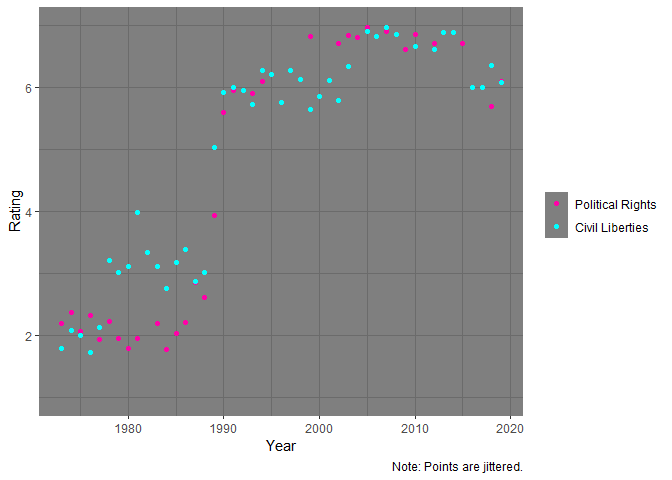 Rating
6
4
2
1980 1990 2000 2010 2020
Year
Political Rights
Civil Liberties
Note: Points are jittered.